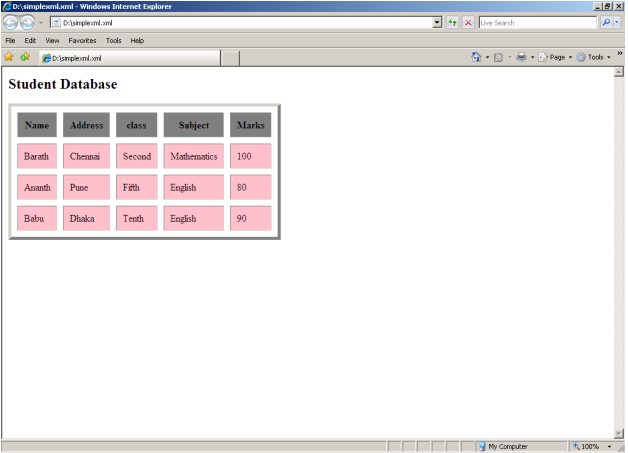 D:\simplexml.xml - Windows Internet Explorer
D:\simplexml.xml Live Search
File Edit View Favorites Tools Help
D:\simplexml.xml Page Tools »
Student Database
Name Address class Subject Marks
Barath Chennai Second Mathematics 100
Ananth Pune Fifth English 80
Babu Dhaka Tenth English 90
My Computer 100%